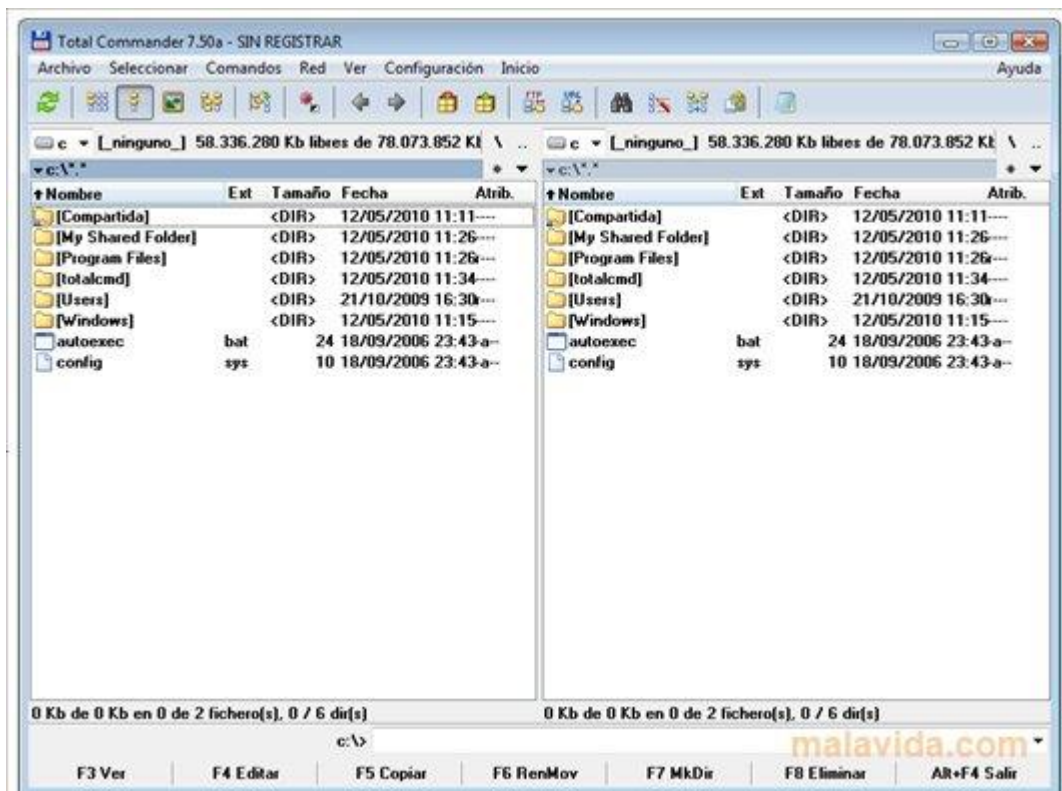 Total Commander 7.50a - SIN REGISTRAR
Archivo Seleccionar Comandos Red Ver Configuración Inicio Ayuda
c [_ninguno_] 58.336.280 Kb libres de 78.073.852 Kb \ ..
c:\*.*
Nombre Ext Tamaño Fecha Atrib.
[Compartida] <DIR> 12/05/2010 11:11 ----
[My Shared Folder] <DIR> 12/05/2010 11:26 ----
[Program Files] <DIR> 12/05/2010 11:26 r---
[totalcmd] <DIR> 12/05/2010 11:34 ----
[Users] <DIR> 21/10/2009 16:30 r---
[Windows] <DIR> 12/05/2010 11:15 ----
autoexec bat 24 18/09/2006 23:43 -a--
config sys 10 18/09/2006 23:43 -a--
0 Kb de 0 Kb en 0 de 2 fichero(s), 0 / 6 dir(s)
c [_ninguno_] 58.336.280 Kb libres de 78.073.852 Kb \ ..
c:\*.*
Nombre Ext Tamaño Fecha Atrib.
[Compartida] <DIR> 12/05/2010 11:11 ----
[My Shared Folder] <DIR> 12/05/2010 11:26 ----
[Program Files] <DIR> 12/05/2010 11:26 r---
[totalcmd] <DIR> 12/05/2010 11:34 ----
[Users] <DIR> 21/10/2009 16:30 r---
[Windows] <DIR> 12/05/2010 11:15 ----
autoexec bat 24 18/09/2006 23:43 -a--
config sys 10 18/09/2006 23:43 -a--
0 Kb de 0 Kb en 0 de 2 fichero(s), 0 / 6 dir(s)
c:\>
malavida.com
F3 Ver F4 Editar F5 Copiar F6 RenMov F7 MkDir F8 Eliminar Alt+F4 Salir